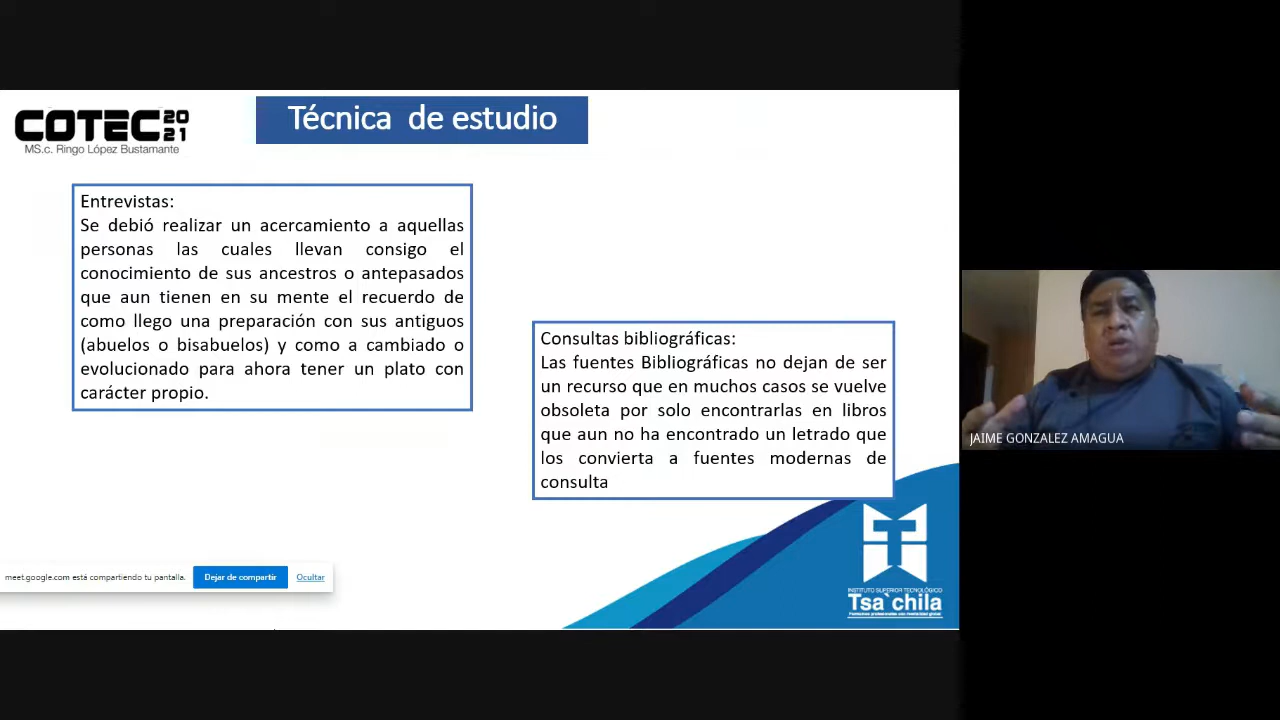 COTEC 20 21
MS.c. Ringo López Bustamante
Técnica de estudio
Entrevistas:
Se debió realizar un acercamiento a aquellas
personas las cuales llevan consigo el
conocimiento de sus ancestros o antepasados
que aun tienen en su mente el recuerdo de
como llego una preparación con sus antiguos
(abuelos o bisabuelos) y como a cambiado o
evolucionado para ahora tener un plato con
carácter propio.
Consultas bibliográficas:
Las fuentes Bibliográficas no dejan de ser
un recurso que en muchos casos se vuelve
obsoleta por solo encontrarlas en libros
que aun no ha encontrado un letrado que
los convierta a fuentes modernas de
consulta
JAIME GONZALEZ AMAGUA
meet.google.com está compartiendo tu pantalla.
Dejar de compartir
Ocultar
INSTITUTO SUPERIOR TECNOLÓGICO
Tsa`chila